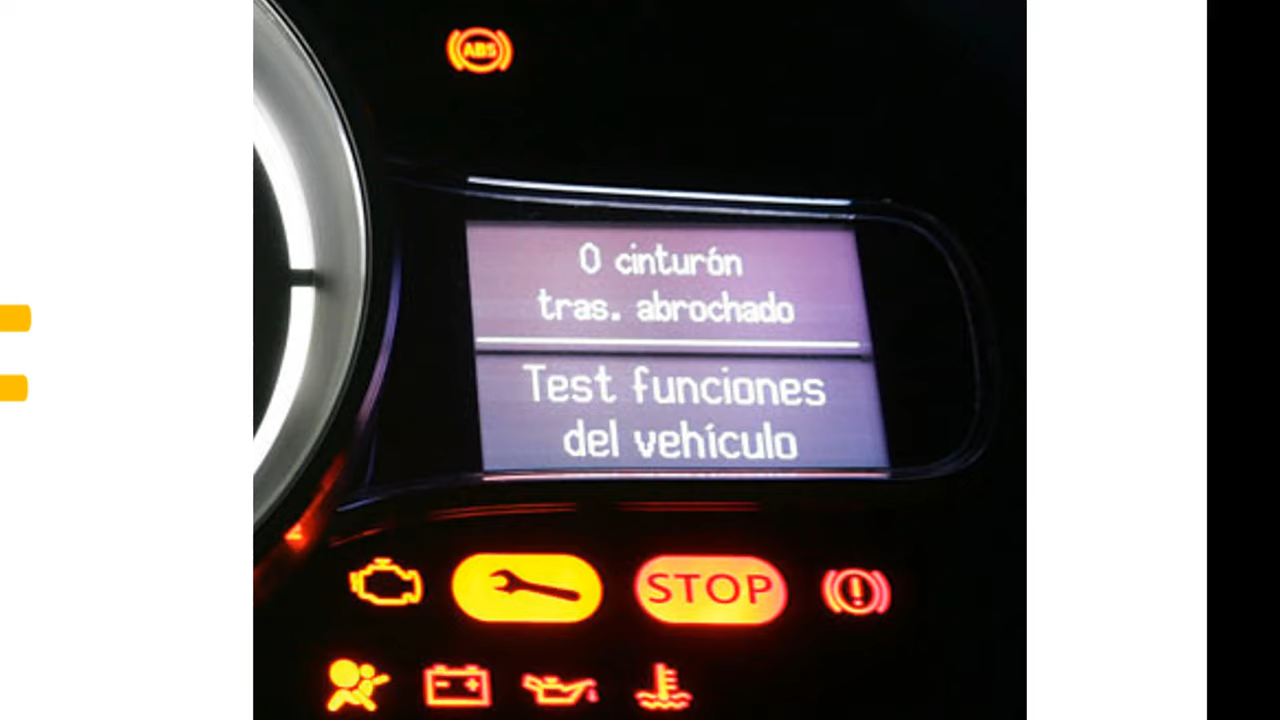 ABS
0 cinturón
tras. abrochado
Test funciones
del vehículo
STOP